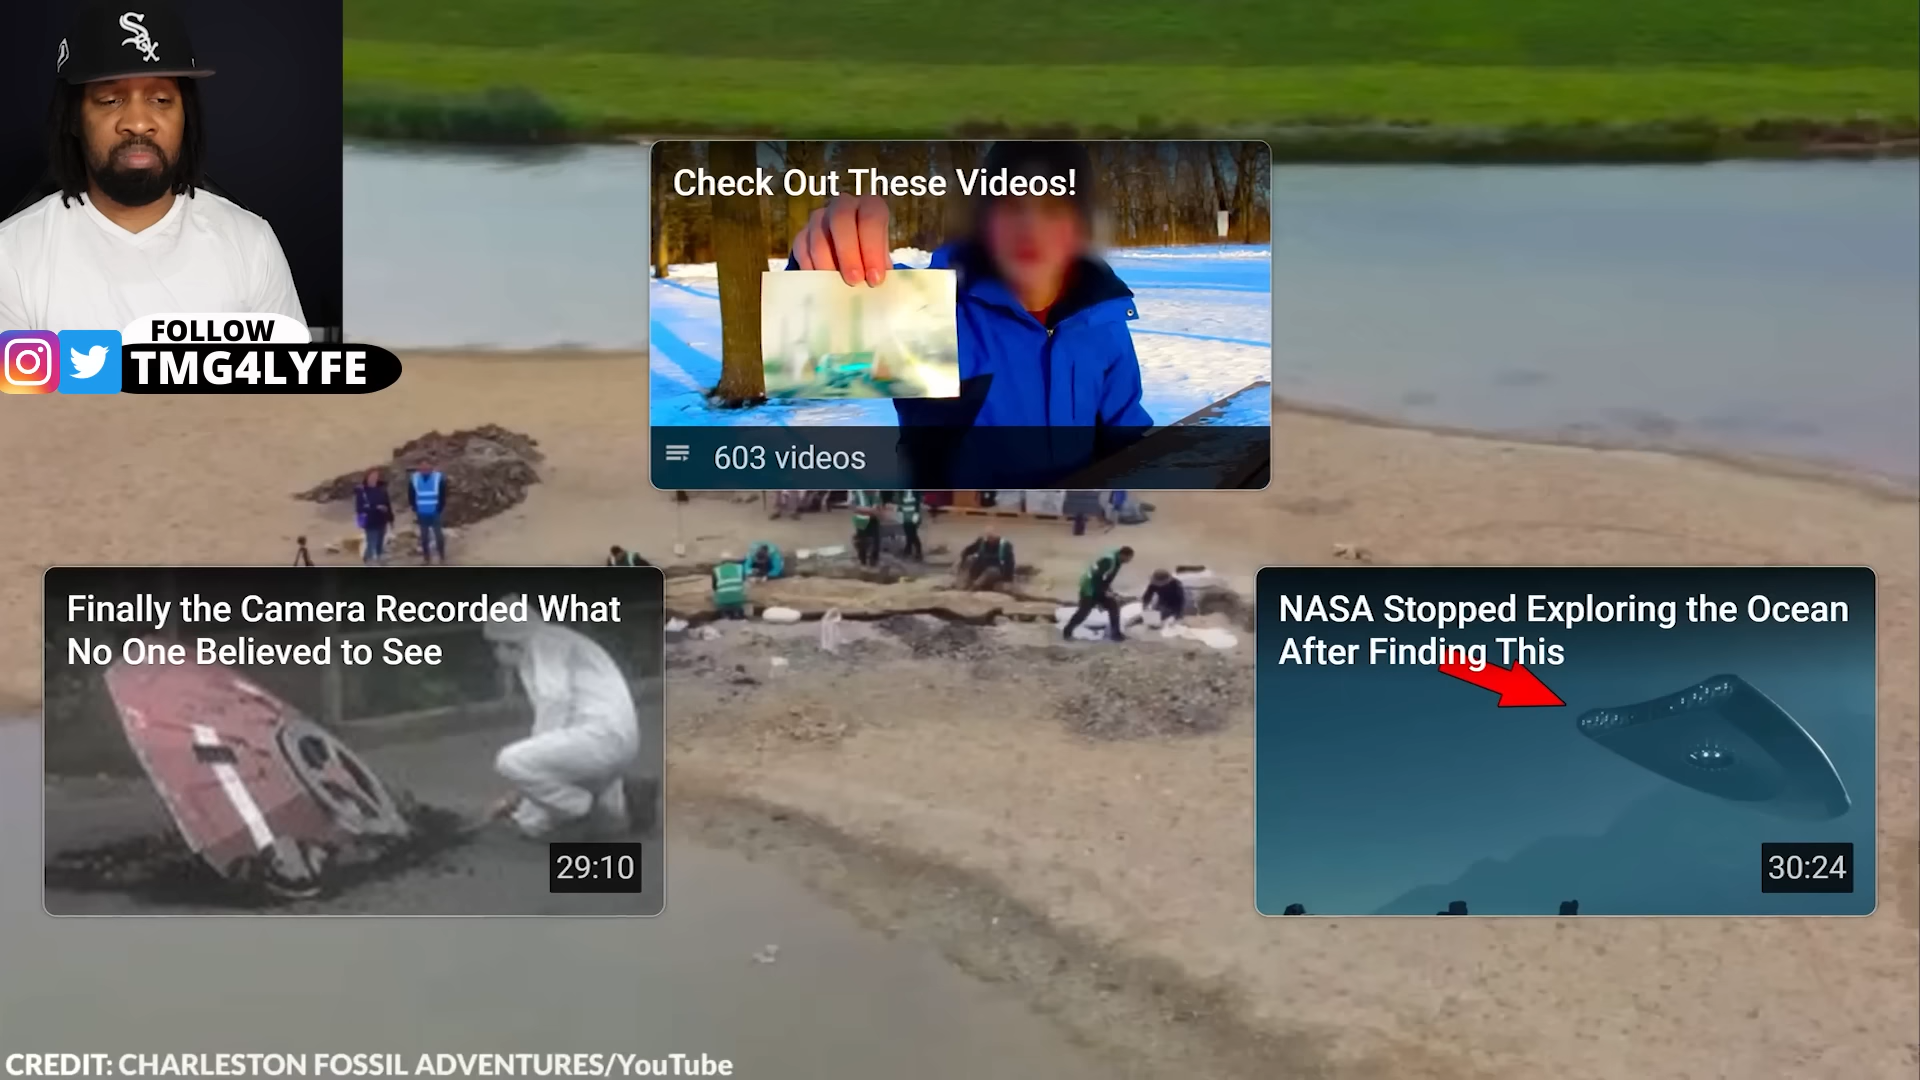 Sox
FOLLOW
TMG4LYFE
Check Out These Videos!
603 videos
Finally the Camera Recorded What
No One Believed to See
29:10
NASA Stopped Exploring the Ocean
After Finding This
30:24
CREDIT: CHARLESTON FOSSIL ADVENTURES/YouTube